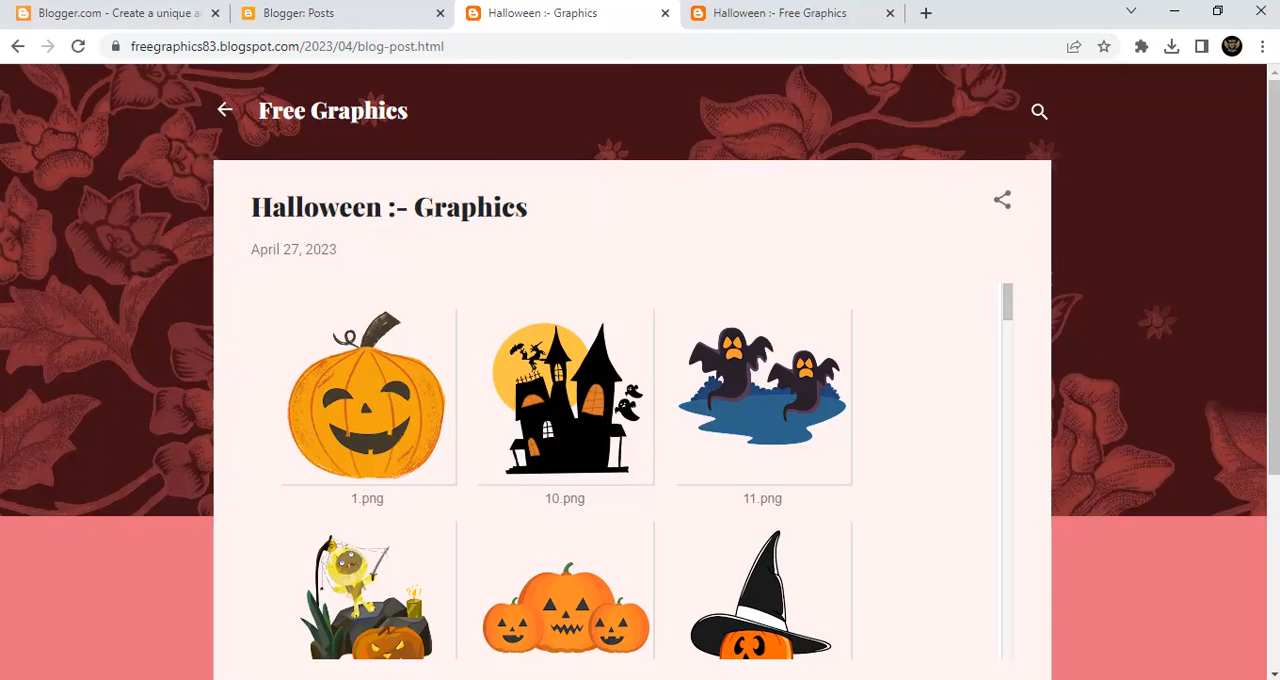 Blogger.com - Create a unique a
Blogger: Posts
Halloween :- Graphics
Halloween :- Free Graphics
freegraphics83.blogspot.com/2023/04/blog-post.html
Free Graphics
Halloween :- Graphics
April 27, 2023
1.png
10.png
11.png